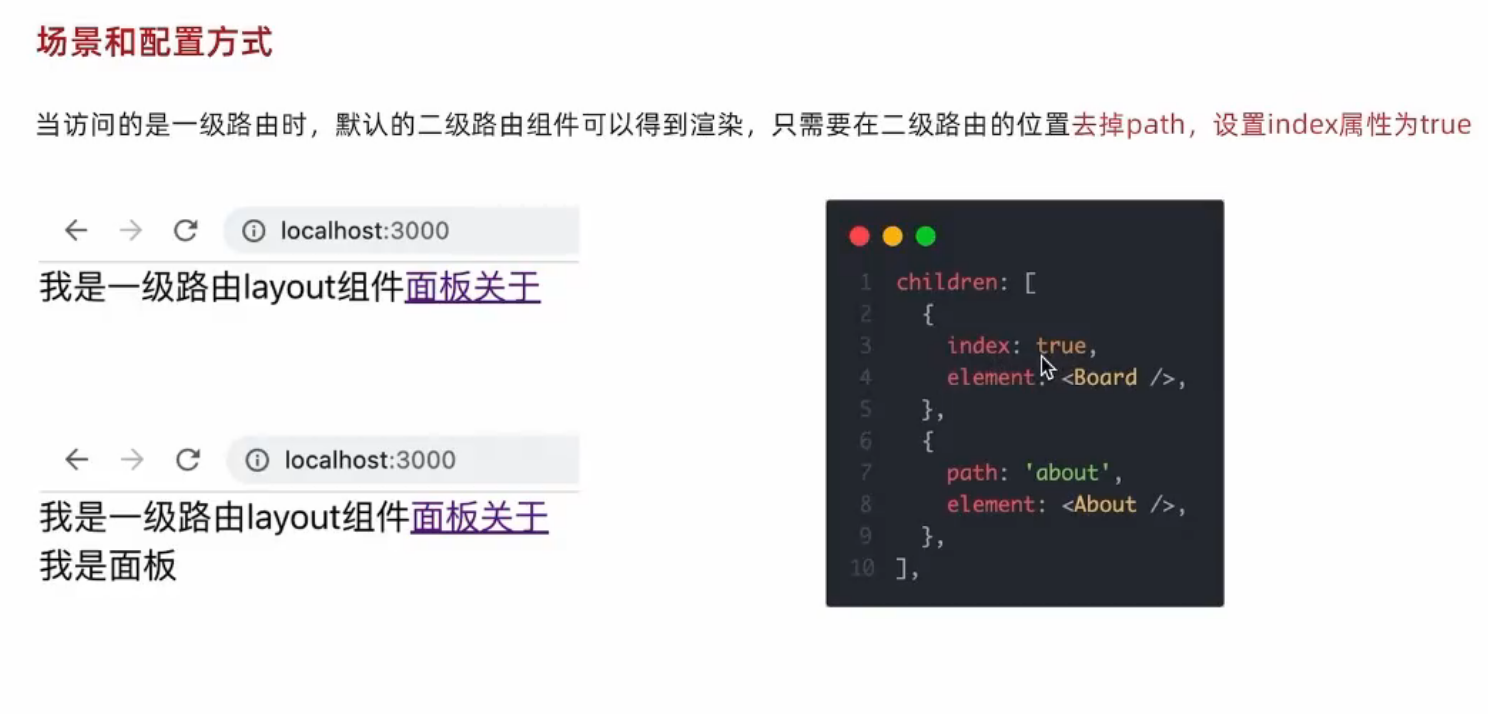 场景和配置方式
当访问的是一级路由时，默认的二级路由组件可以得到渲染，只需要在二级路由的位置去掉path，设置index属性为true
localhost:3000
我是一级路由layout组件面板关于
localhost:3000
我是一级路由layout组件面板关于
我是面板
1 children: [
2 {
3 index: true,
4 element: <Board />,
5 },
6 {
7 path: 'about',
8 element: <About />,
9 },
10 ],